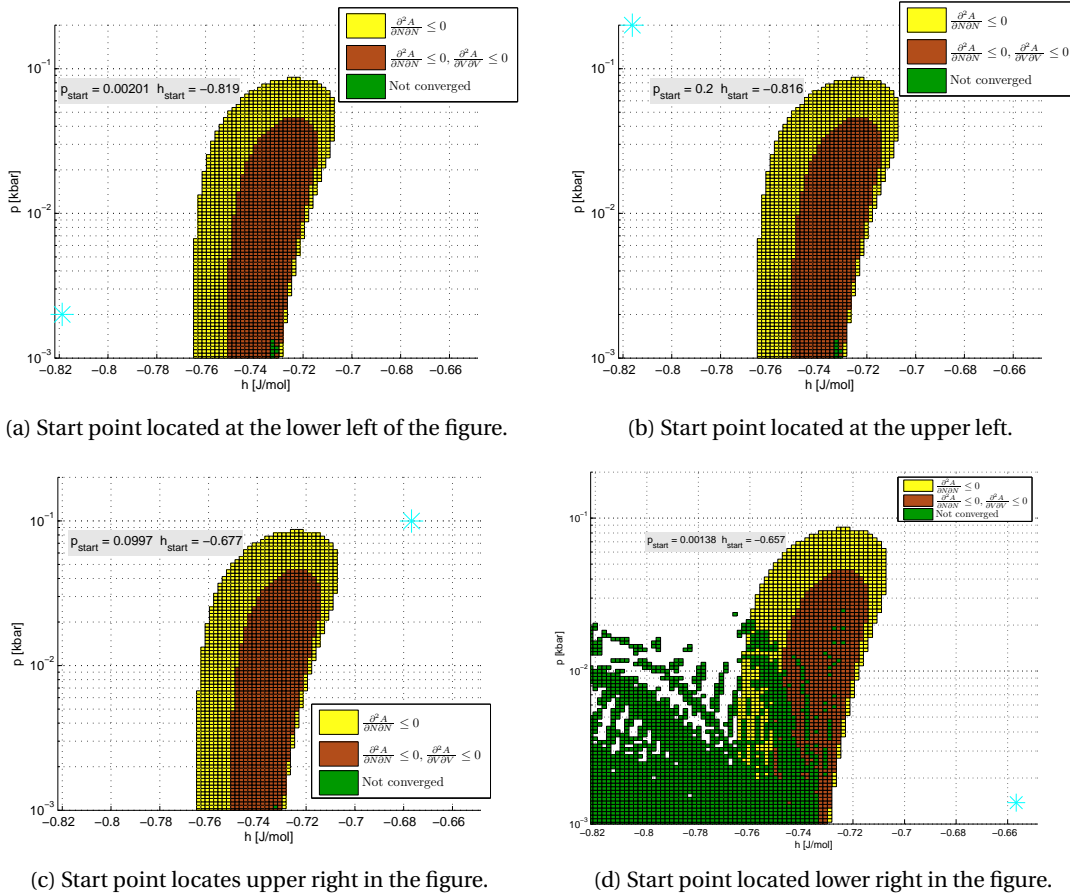 ∂²A/∂N∂N ≤ 0
∂²A/∂N∂N ≤ 0, ∂²A/∂V∂V ≤ 0
Not converged
p_start = 0.00201 h_start = −0.819
p [kbar]
10⁻¹
10⁻²
10⁻³
−0.82 −0.8 −0.78 −0.76 −0.74 −0.72 −0.7 −0.68 −0.66
h [J/mol]
(a) Start point located at the lower left of the figure.
∂²A/∂N∂N ≤ 0
∂²A/∂N∂N ≤ 0, ∂²A/∂V∂V ≤ 0
Not converged
p_start = 0.2 h_start = −0.816
p [kbar]
10⁻¹
10⁻²
10⁻³
−0.82 −0.8 −0.78 −0.76 −0.74 −0.72 −0.7 −0.68 −0.66
h [J/mol]
(b) Start point located at the upper left.
p_start = 0.0997 h_start = −0.677
p [kbar]
10⁻¹
10⁻²
10⁻³
∂²A/∂N∂N ≤ 0
∂²A/∂N∂N ≤ 0, ∂²A/∂V∂V ≤ 0
Not converged
−0.82 −0.8 −0.78 −0.76 −0.74 −0.72 −0.7 −0.68 −0.66
h [J/mol]
(c) Start point locates upper right in the figure.
∂²A/∂N∂N ≤ 0
∂²A/∂N∂N ≤ 0, ∂²A/∂V∂V ≤ 0
Not converged
p_start = 0.00138 h_start = −0.657
p [kbar]
10⁻¹
10⁻²
10⁻³
−0.82 −0.8 −0.78 −0.76 −0.74 −0.72 −0.7 −0.68 −0.66
h [J/mol]
(d) Start point located lower right in the figure.